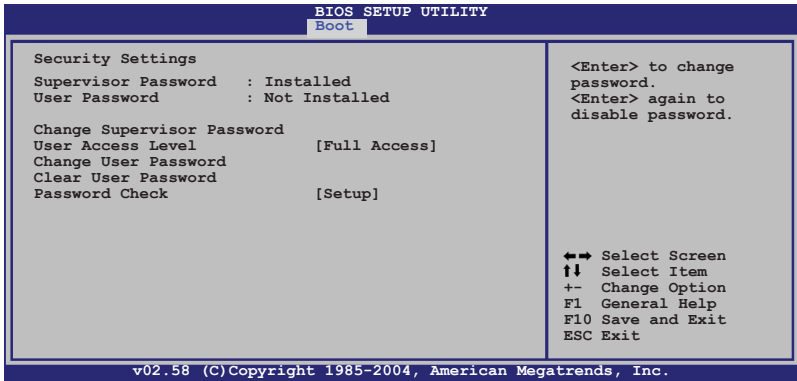 BIOS SETUP UTILITY
Boot
Security Settings
Supervisor Password : Installed
User Password : Not Installed
Change Supervisor Password
User Access Level [Full Access]
Change User Password
Clear User Password
Password Check [Setup]
<Enter> to change
password.
<Enter> again to
disable password.
←→ Select Screen
↑↓ Select Item
+- Change Option
F1 General Help
F10 Save and Exit
ESC Exit
v02.58 (C)Copyright 1985-2004, American Megatrends, Inc.